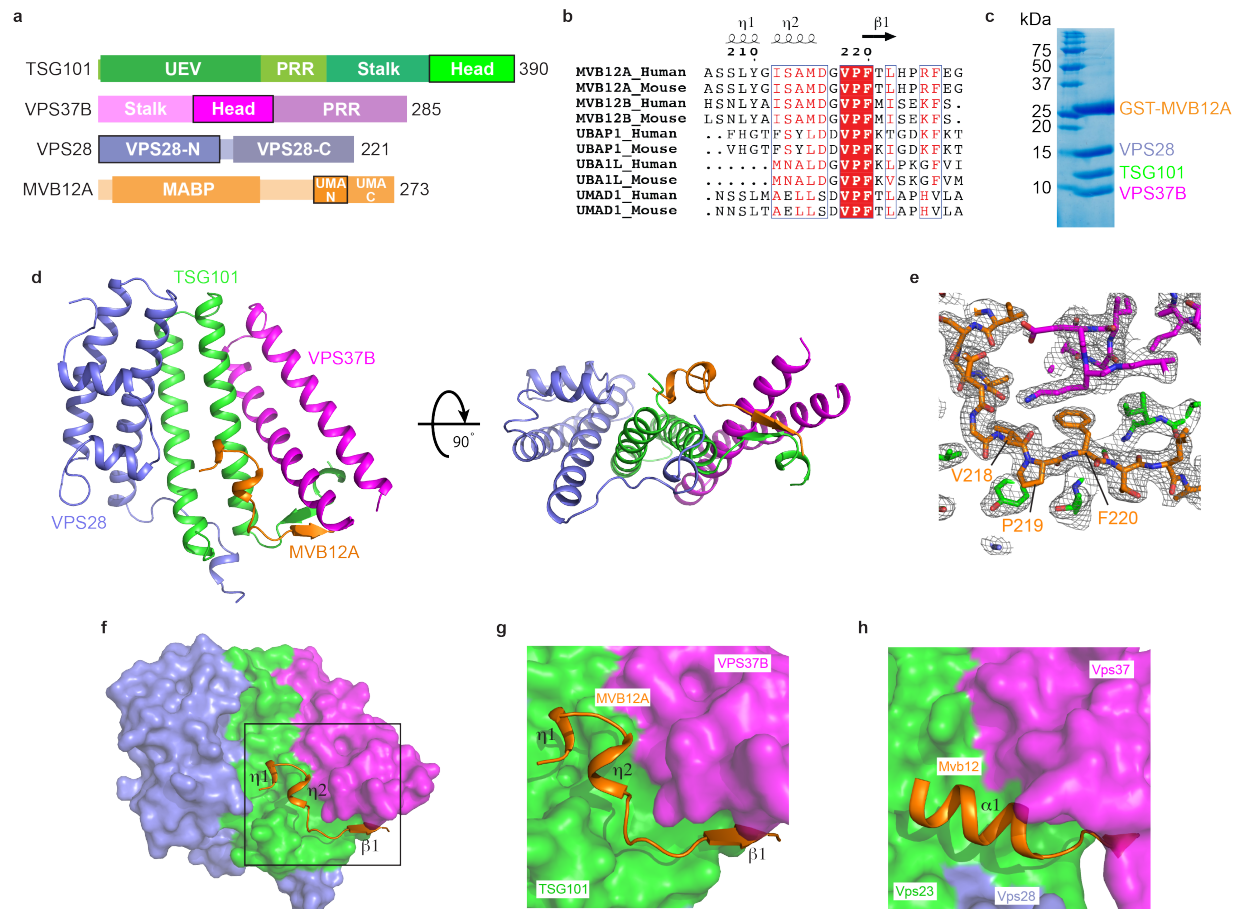 a
TSG101 UEV PRR Stalk Head 390
VPS37B Stalk Head PRR 285
VPS28 VPS28-N VPS28-C 221
MVB12A MABP UMA N UMA C 273
b
η1 η2 β1
210 220
MVB12A_Human ASSLYGISAMDGVPFTLHPRFEG
MVB12A_Mouse ASSLYGISAMDGVPFTLHPRFEG
MVB12B_Human HSNLYAISAMDGVPFMISEKFS.
MVB12B_Mouse HSNLYAISAMDGVPFMISEKFS.
UBAP1_Human ..FHGTFSYLDDVPFKTGDKFKT
UBAP1_Mouse ..VHGTFSYLDDVPFKIGDKFKT
UBA1L_Human ......MNALDGVPFKLPKGFVI
UBA1L_Mouse ......MNALDGVPFKVSKGFVM
UMAD1_Human .NSSLMAELLSDVPFTLAPHVLA
UMAD1_Mouse .NNSLTAELLSDVPFTLAPHVLA
c
kDa
75
50
37
25
20
15
10
GST-MVB12A
VPS28
TSG101
VPS37B
d
TSG101
VPS37B
VPS28
MVB12A
90°
e
V218
P219
F220
f
η1
η2
β1
g
VPS37B
MVB12A
η1
η2
β1
TSG101
h
Vps37
Mvb12
α1
Vps23
Vps28